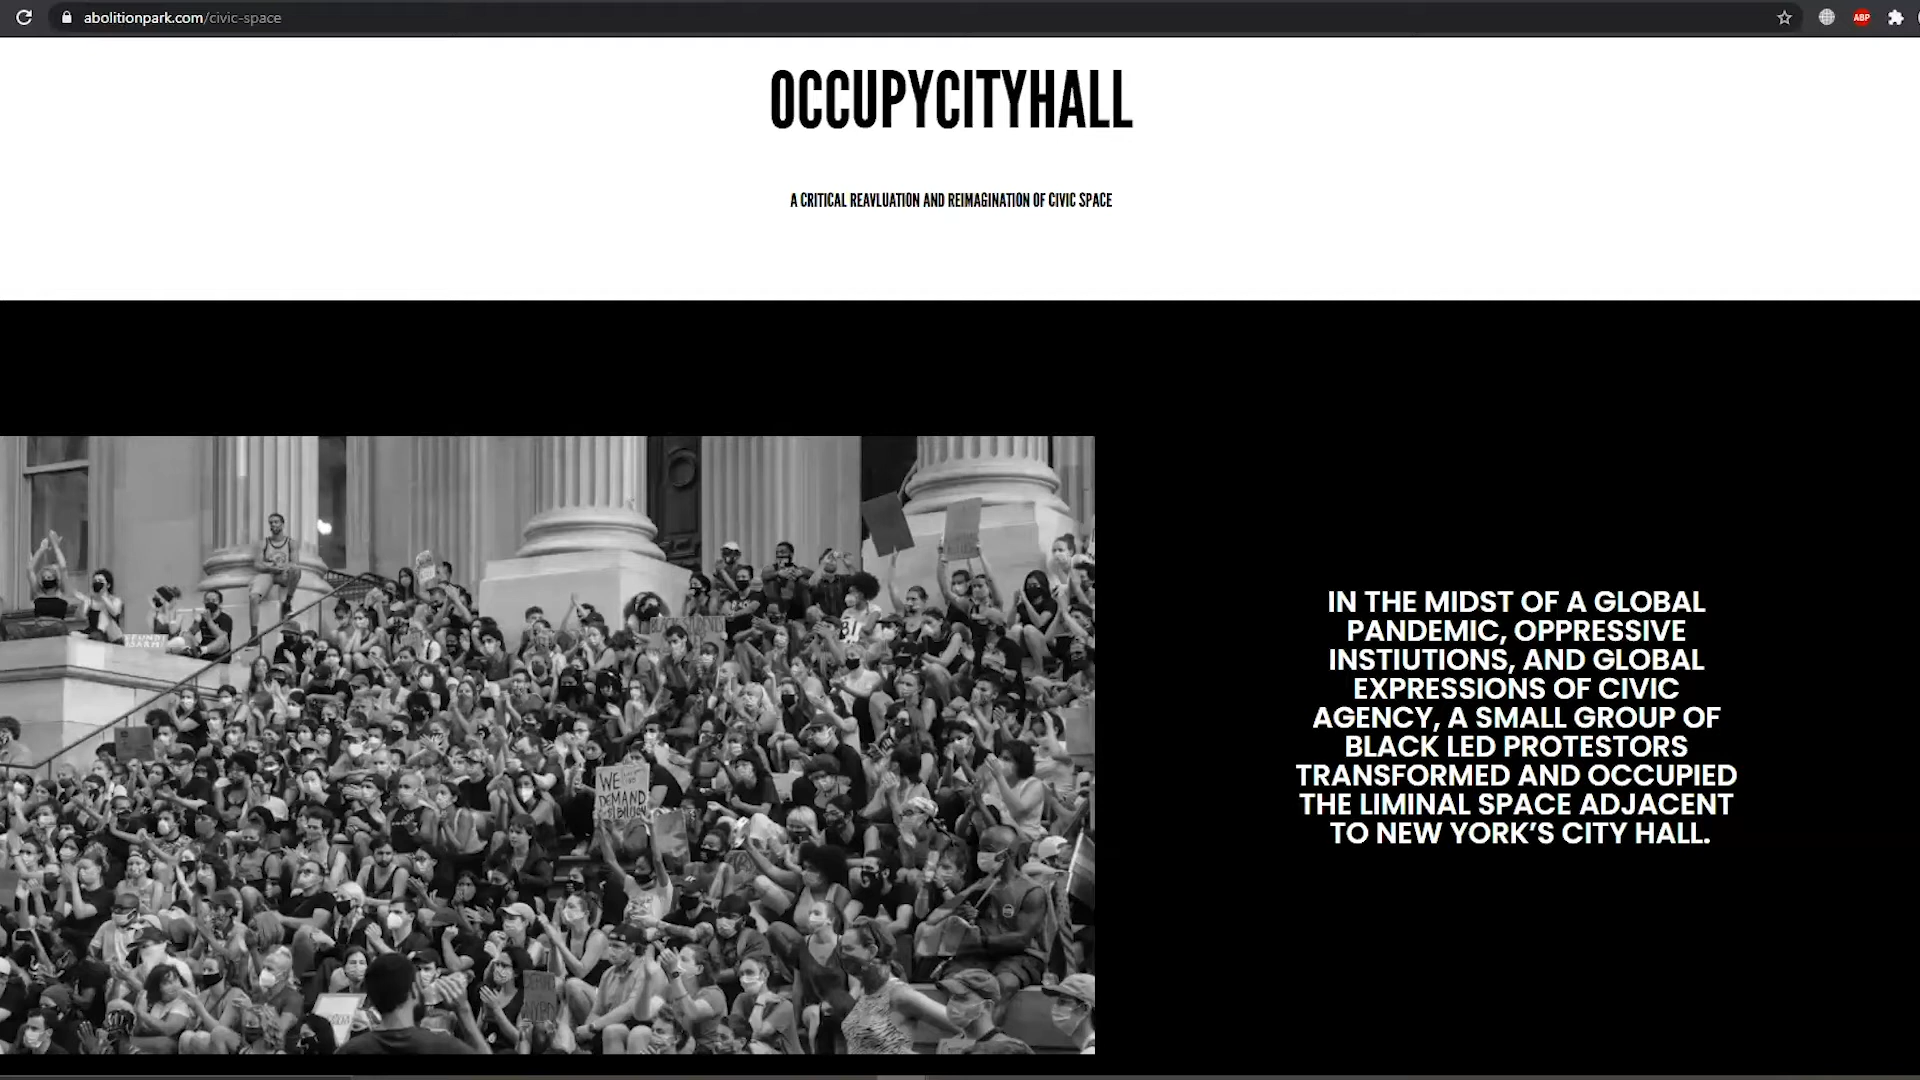 abolitionpark.com/civic-space
ABP
OCCUPYCITYHALL
A CRITICAL REAVLUATION AND REIMAGINATION OF CIVIC SPACE
IN THE MIDST OF A GLOBAL
PANDEMIC, OPPRESSIVE
INSTIUTIONS, AND GLOBAL
EXPRESSIONS OF CIVIC
AGENCY, A SMALL GROUP OF
BLACK LED PROTESTORS
TRANSFORMED AND OCCUPIED
THE LIMINAL SPACE ADJACENT
TO NEW YORK’S CITY HALL.
WE
DEMAND